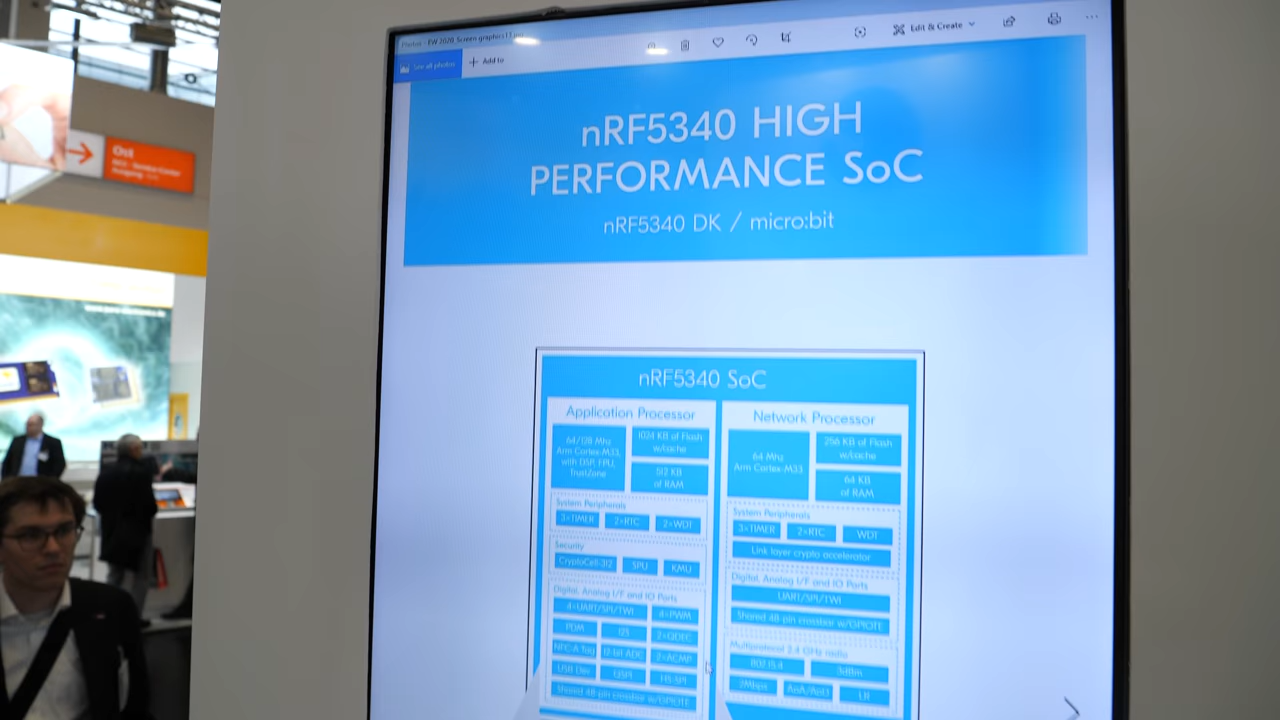 Photos - EW 2020_Screen graphics17.png
See all photos
Add to
Edit & Create
Ost
nRF5340 HIGH
PERFORMANCE SoC
nRF5340 DK / micro:bit
nRF5340 SoC
Application Processor
64/128 Mhz
Arm Cortex-M33,
with DSP, FPU,
TrustZone
1024 KB of Flash
w/cache
512 KB
of RAM
System Peripherals
3×TIMER
2×RTC
2×WDT
Security
CryptoCell-312
SPU
KMU
Digital, Analog I/F and IO Ports
4×UART/SPI/TWI
4×PWM
PDM
I2S
2×QDEC
NFC-A Tag
12-bit ADC
2×ACMP
USB Dev
QSPI
HS-SPI
Shared 48-pin crossbar w/GPIOTE
Network Processor
64 Mhz
Arm Cortex-M33
256 KB of Flash
w/cache
64 KB
of RAM
System Peripherals
3×TIMER
2×RTC
WDT
Link layer crypto accelerator
Digital, Analog I/F and IO Ports
UART/SPI/TWI
Shared 48-pin crossbar w/GPIOTE
Multiprotocol 2.4 GHz radio
802.15.4
3dBm
2Mbps
AoA/AoD
LR